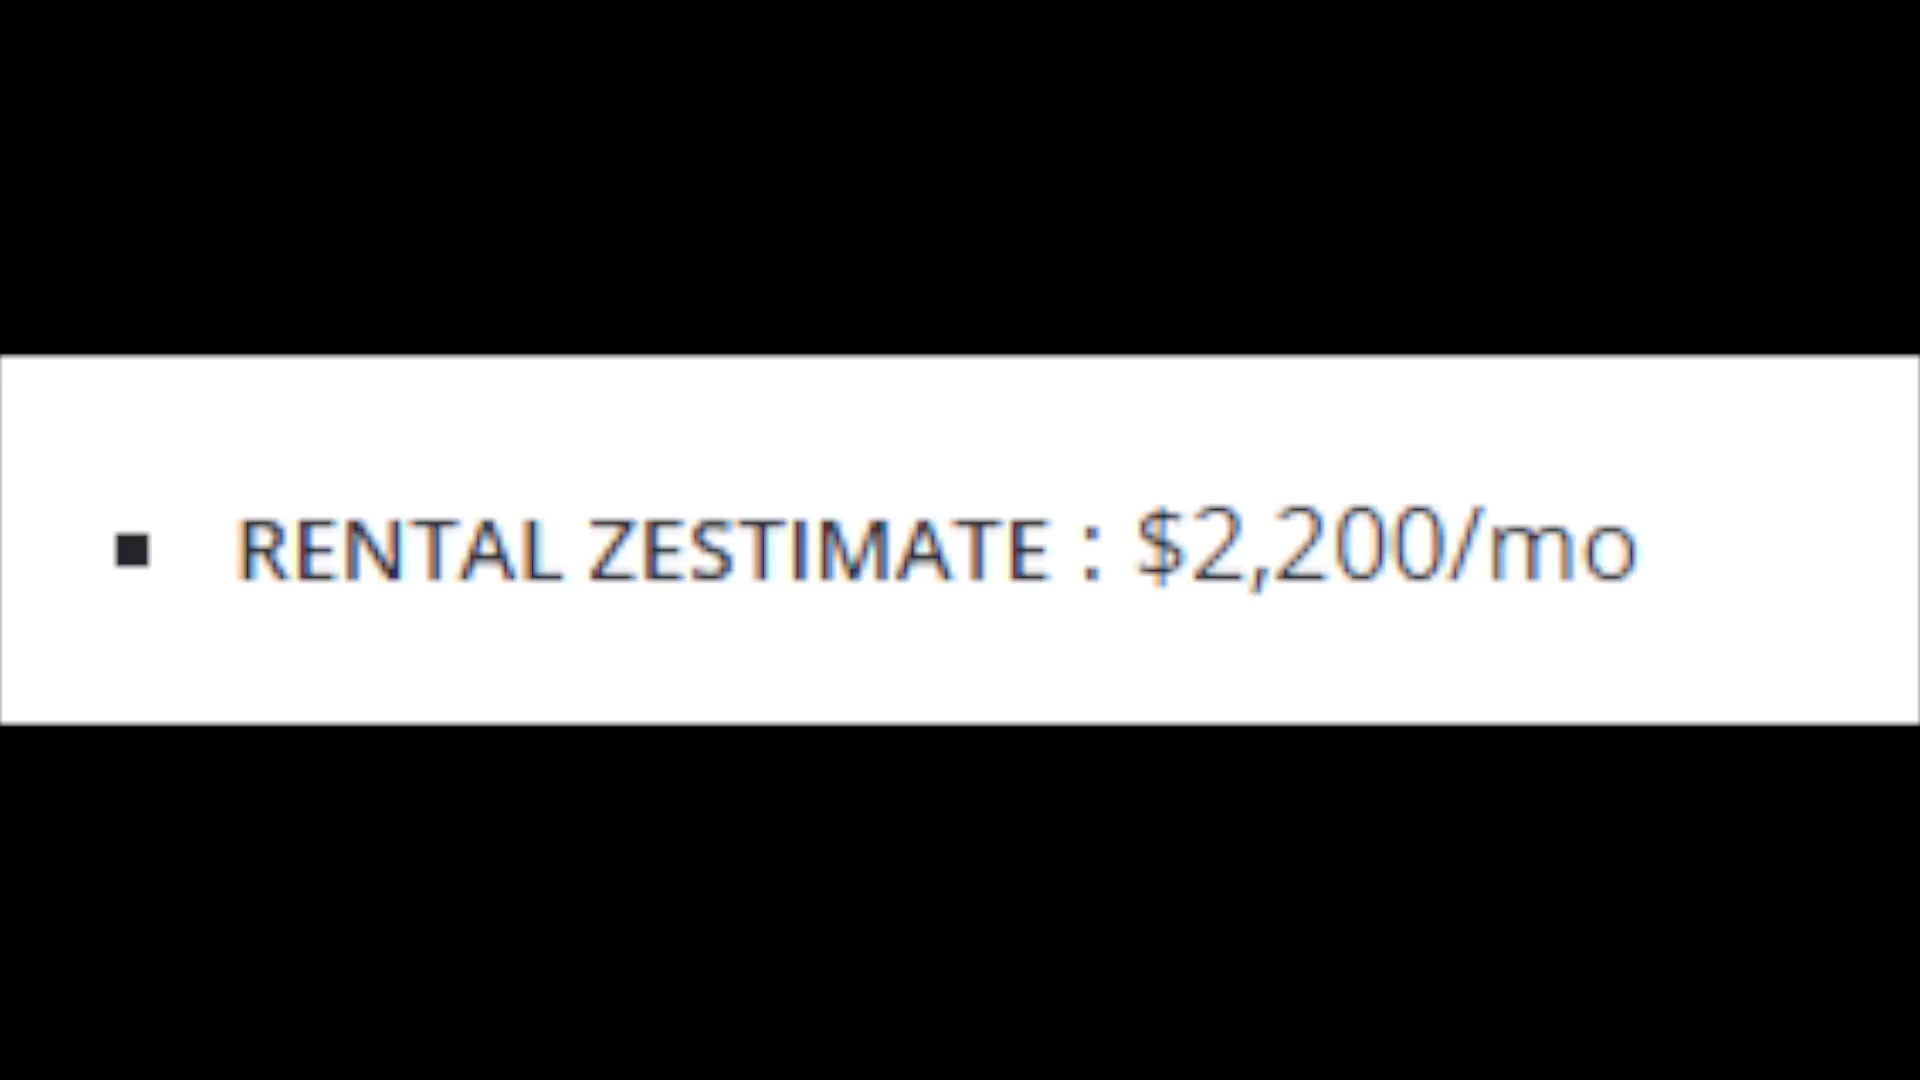 ▪ RENTAL ZESTIMATE : $2,200/mo